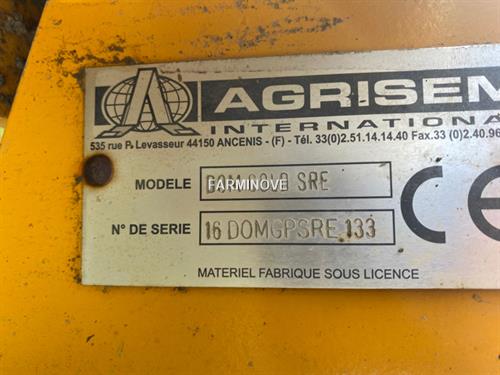 AGRISEM
INTERNATIONA
535 rue P. Levasseur 44150 ANCENIS - (F) - Tél. 33(0)2.51.14.14.40 Fax.33 (0)2.40.96
MODELE SRE
FARMINOVE
N° DE SERIE 16 DOMGPSRE 133
MATERIEL FABRIQUE SOUS LICENCE
CE